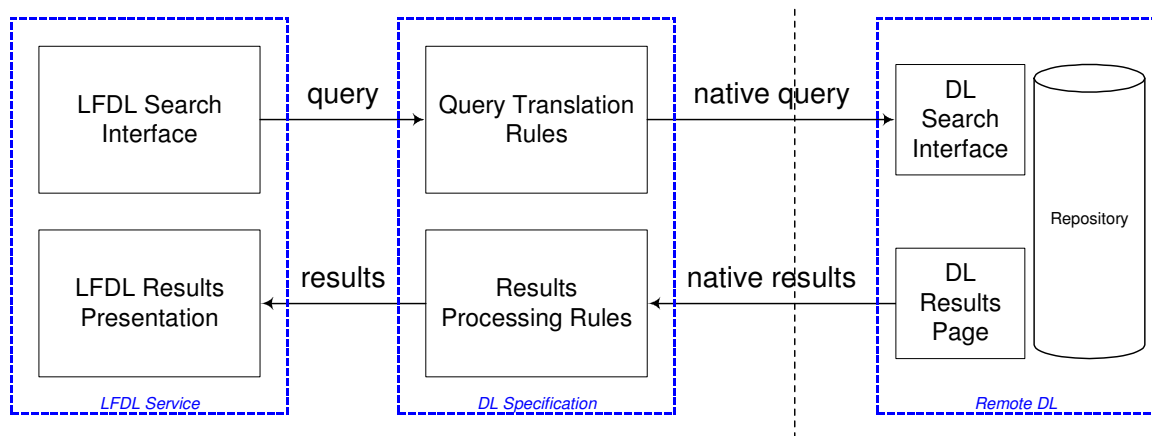 LFDL Search
Interface
query
Query Translation
Rules
native query
DL
Search
Interface
Repository
LFDL Results
Presentation
results
Results
Processing Rules
native results
DL
Results
Page
LFDL Service
DL Specification
Remote DL